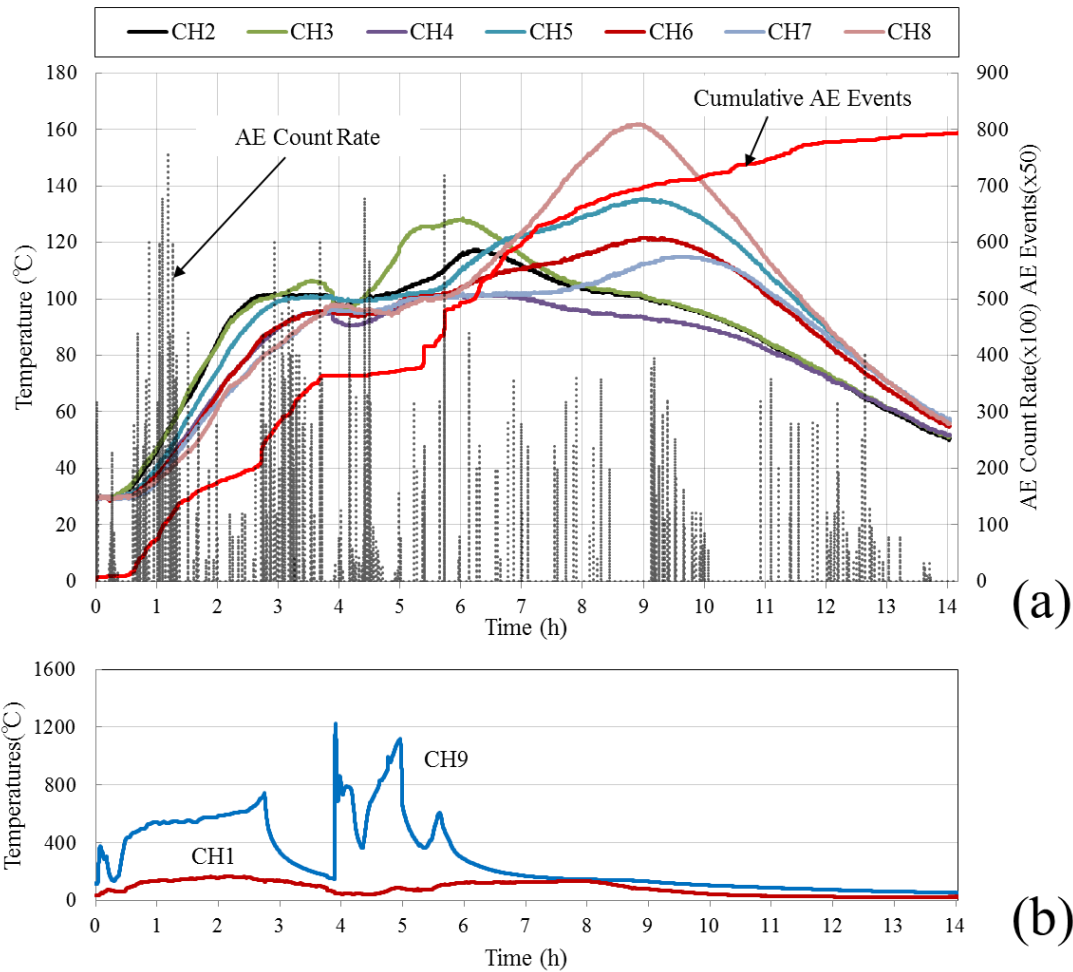 CH2 CH3 CH4 CH5 CH6 CH7 CH8
180 900
160 800
140 700
120 600
100 500
80 400
60 300
40 200
20 100
0 0
Temperature (℃)
AE Count Rate(x100) AE Events(x50)
AE Count Rate
Cumulative AE Events
0 1 2 3 4 5 6 7 8 9 10 11 12 13 14
Time (h)
(a)
1600
1200
800
400
0
Temperatures(℃)
CH9
CH1
0 1 2 3 4 5 6 7 8 9 10 11 12 13 14
Time (h)
(b)